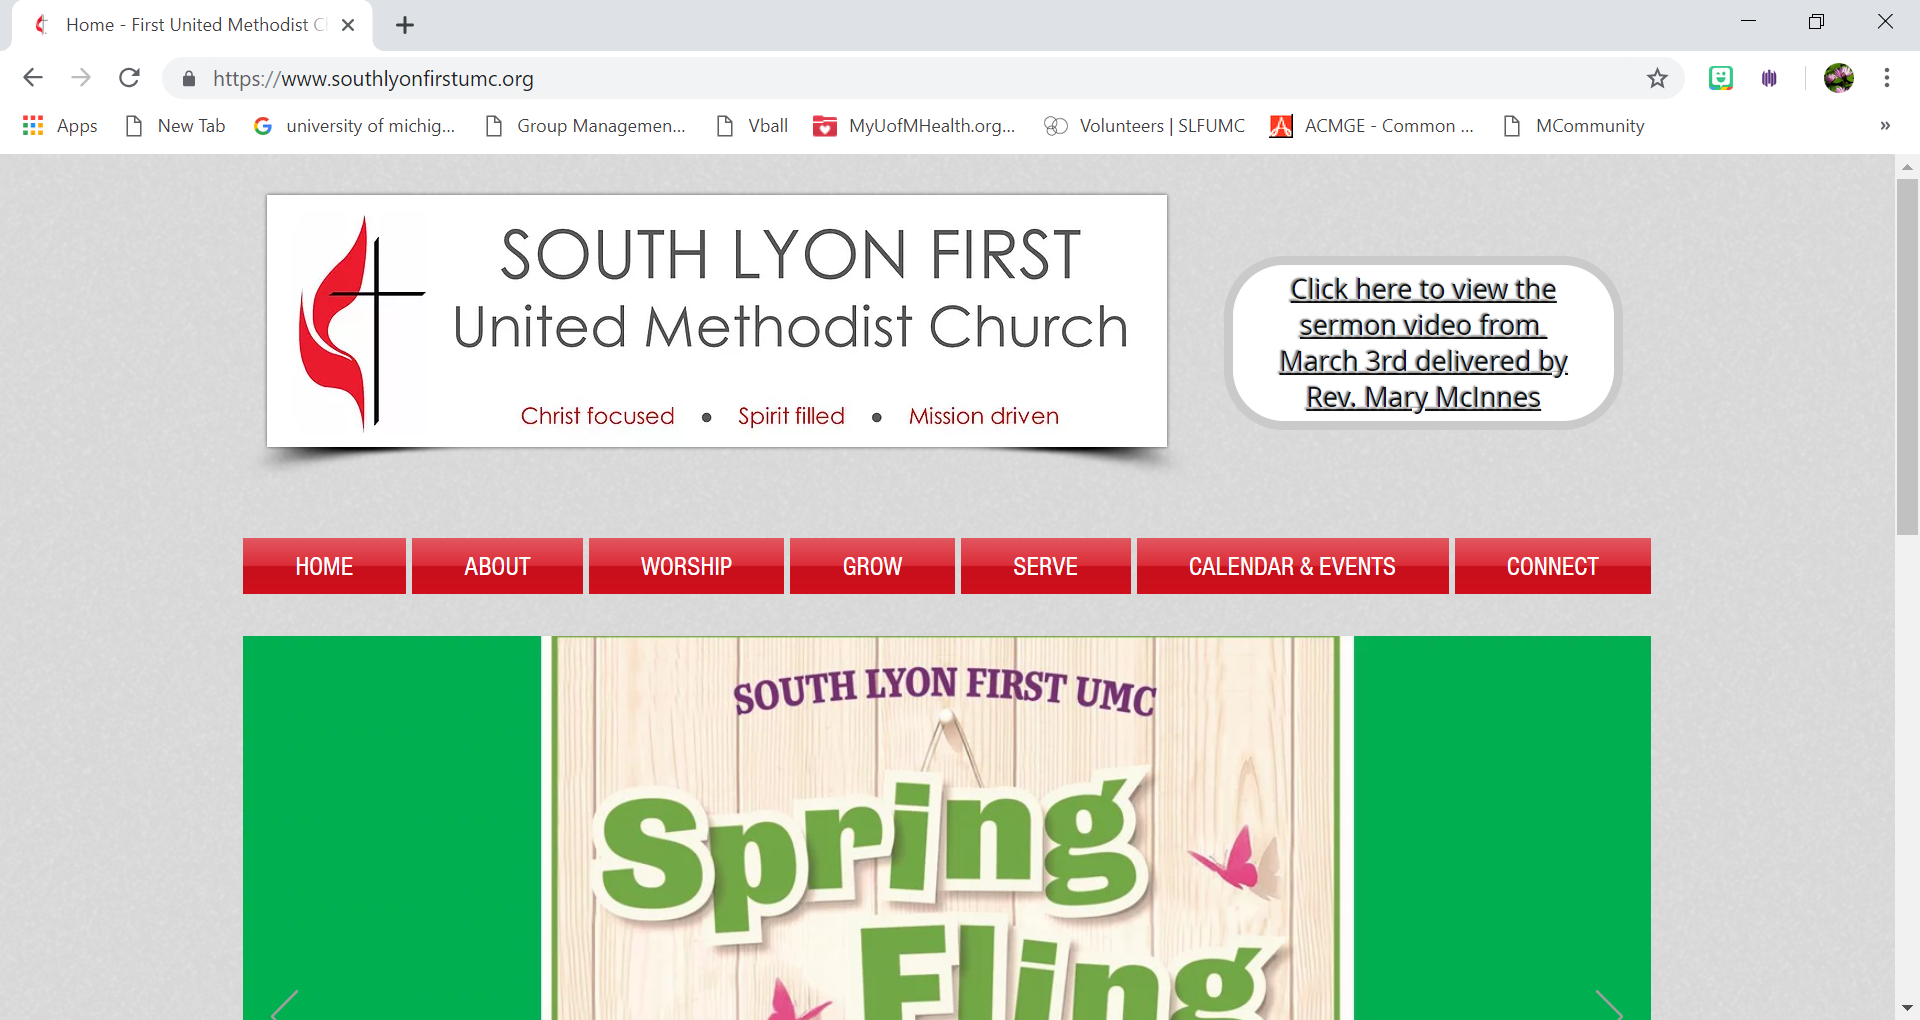 Home - First United Methodist C
https://www.southlyonfirstumc.org
Apps
New Tab
university of michig...
Group Managemen...
Vball
MyUofMHealth.org...
Volunteers | SLFUMC
ACMGE - Common ...
MCommunity
»
SOUTH LYON FIRST
United Methodist Church
Christ focused • Spirit filled • Mission driven
Click here to view the
sermon video from
March 3rd delivered by
Rev. Mary McInnes
HOME
ABOUT
WORSHIP
GROW
SERVE
CALENDAR & EVENTS
CONNECT
SOUTH LYON FIRST UMC
Spring
Fling